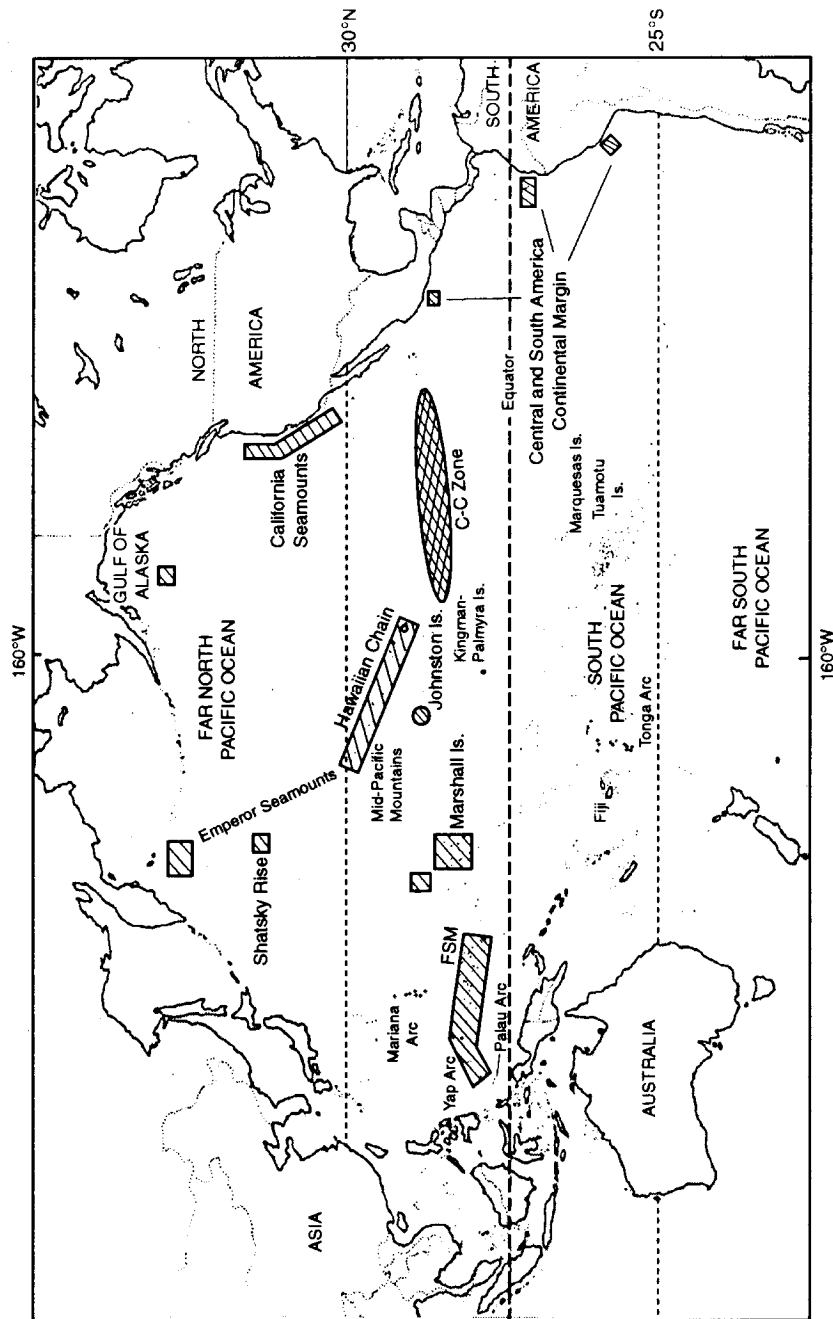 160°W
160°W
30°N
25°S
ASIA
NORTH
AMERICA
SOUTH
AMERICA
AUSTRALIA
GULF OF
ALASKA
FAR NORTH
PACIFIC OCEAN
Emperor Seamounts
Shatsky Rise
California
Seamounts
Hawaiian Chain
Mid-Pacific
Mountains
Johnston Is.
Kingman-
Palmyra Is.
C-C Zone
Marshall Is.
FSM
Mariana
Arc
Yap Arc
Palau Arc
Equator
Central and South America
Continental Margin
Marquesas Is.
Tuamotu
Is.
SOUTH
PACIFIC OCEAN
Fiji
Tonga Arc
FAR SOUTH
PACIFIC OCEAN